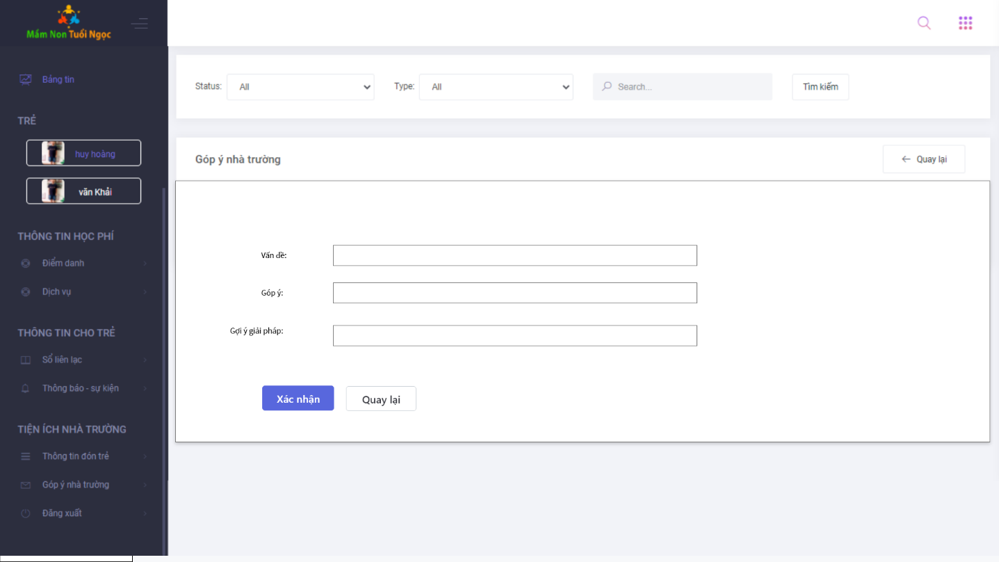 Mầm Non Tuổi Ngọc
Bảng tin
TRẺ
huy hoàng
văn Khải
THÔNG TIN HỌC PHÍ
Điểm danh
Dịch vụ
THÔNG TIN CHO TRẺ
Sổ liên lạc
Thông báo - sự kiện
TIỆN ÍCH NHÀ TRƯỜNG
Thông tin đón trẻ
Góp ý nhà trường
Đăng xuất
Status: All Type: All Search... Tìm kiếm
Góp ý nhà trường Quay lại
Vấn đề:
Góp ý:
Gợi ý giải pháp:
Xác nhận Quay lại